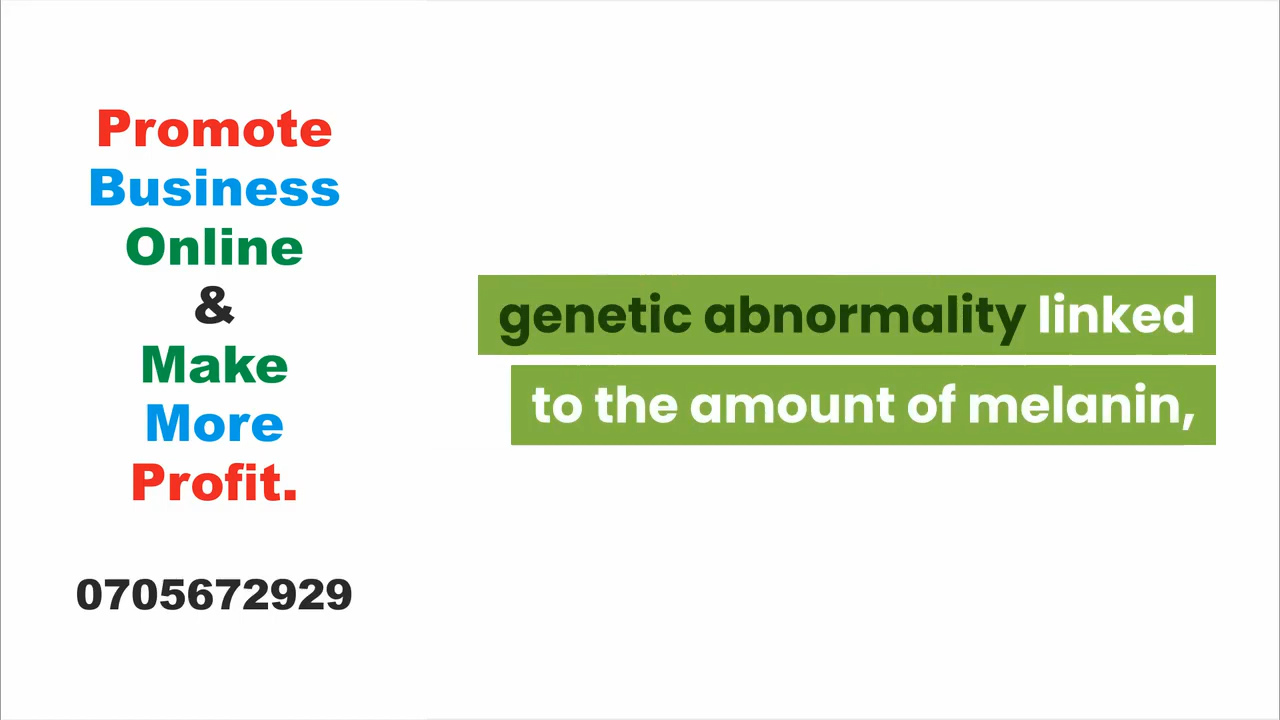 Promote
Business
Online
&
Make
More
Profit.
0705672929
genetic abnormality linked
to the amount of melanin,